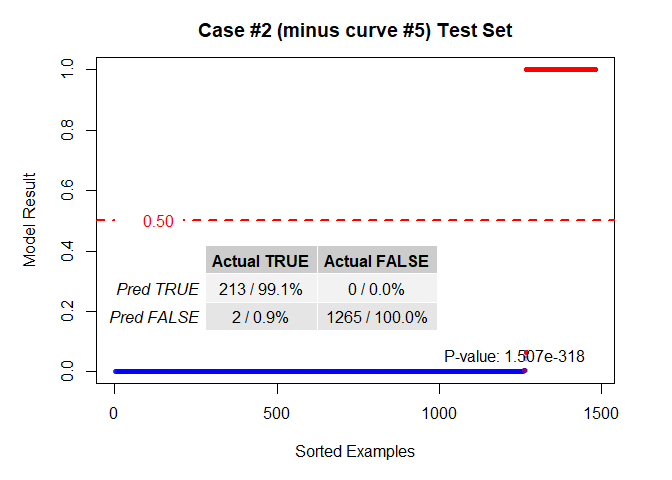 Case #2 (minus curve #5) Test Set
Model Result
1.0
0.8
0.6
0.4
0.2
0.0
0.50
Actual TRUE Actual FALSE
Pred TRUE 213 / 99.1% 0 / 0.0%
Pred FALSE 2 / 0.9% 1265 / 100.0%
P-value: 1.507e-318
0 500 1000 1500
Sorted Examples